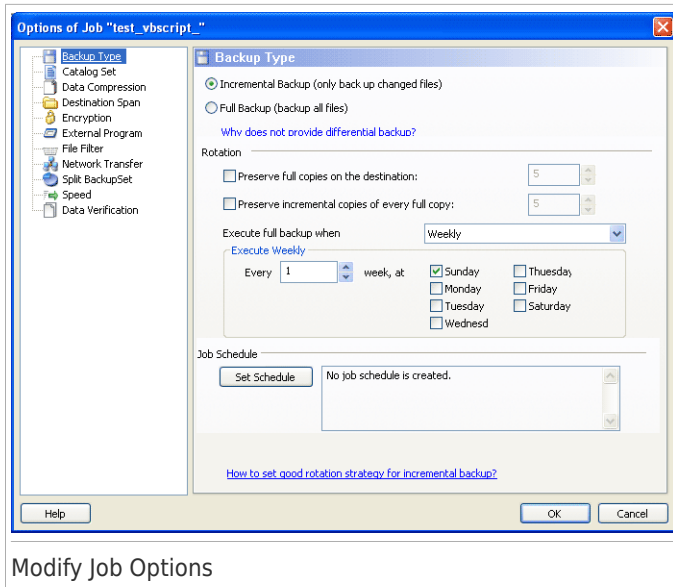 Options of Job "test_vbscript_"
Backup Type
Catalog Set
Data Compression
Destination Span
Encryption
External Program
File Filter
Network Transfer
Split BackupSet
Speed
Data Verification
Backup Type
Incremental Backup (only back up changed files)
Full Backup (backup all files)
Why does not provide differential backup?
Rotation
Preserve full copies on the destination: 5
Preserve incremental copies of every full copy: 5
Execute full backup when Weekly
Execute Weekly
Every 1 week, at
Sunday Thuesday
Monday Friday
Tuesday Saturday
Wednesd
Job Schedule
Set Schedule No job schedule is created.
How to set good rotation strategy for incremental backup?
Help OK Cancel
Modify Job Options